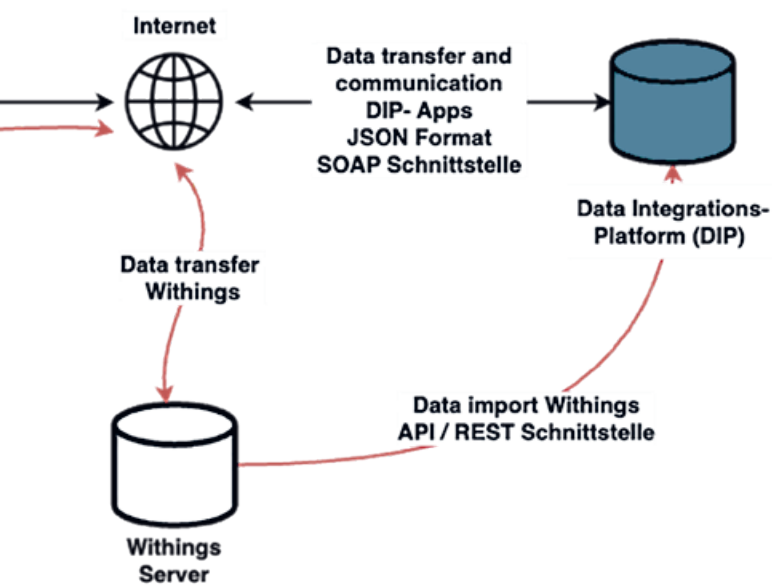 Internet
Data transfer and
communication
DIP- Apps
JSON Format
SOAP Schnittstelle
Data Integrations-
Platform (DIP)
Data transfer
Withings
Data import Withings
API / REST Schnittstelle
Withings
Server